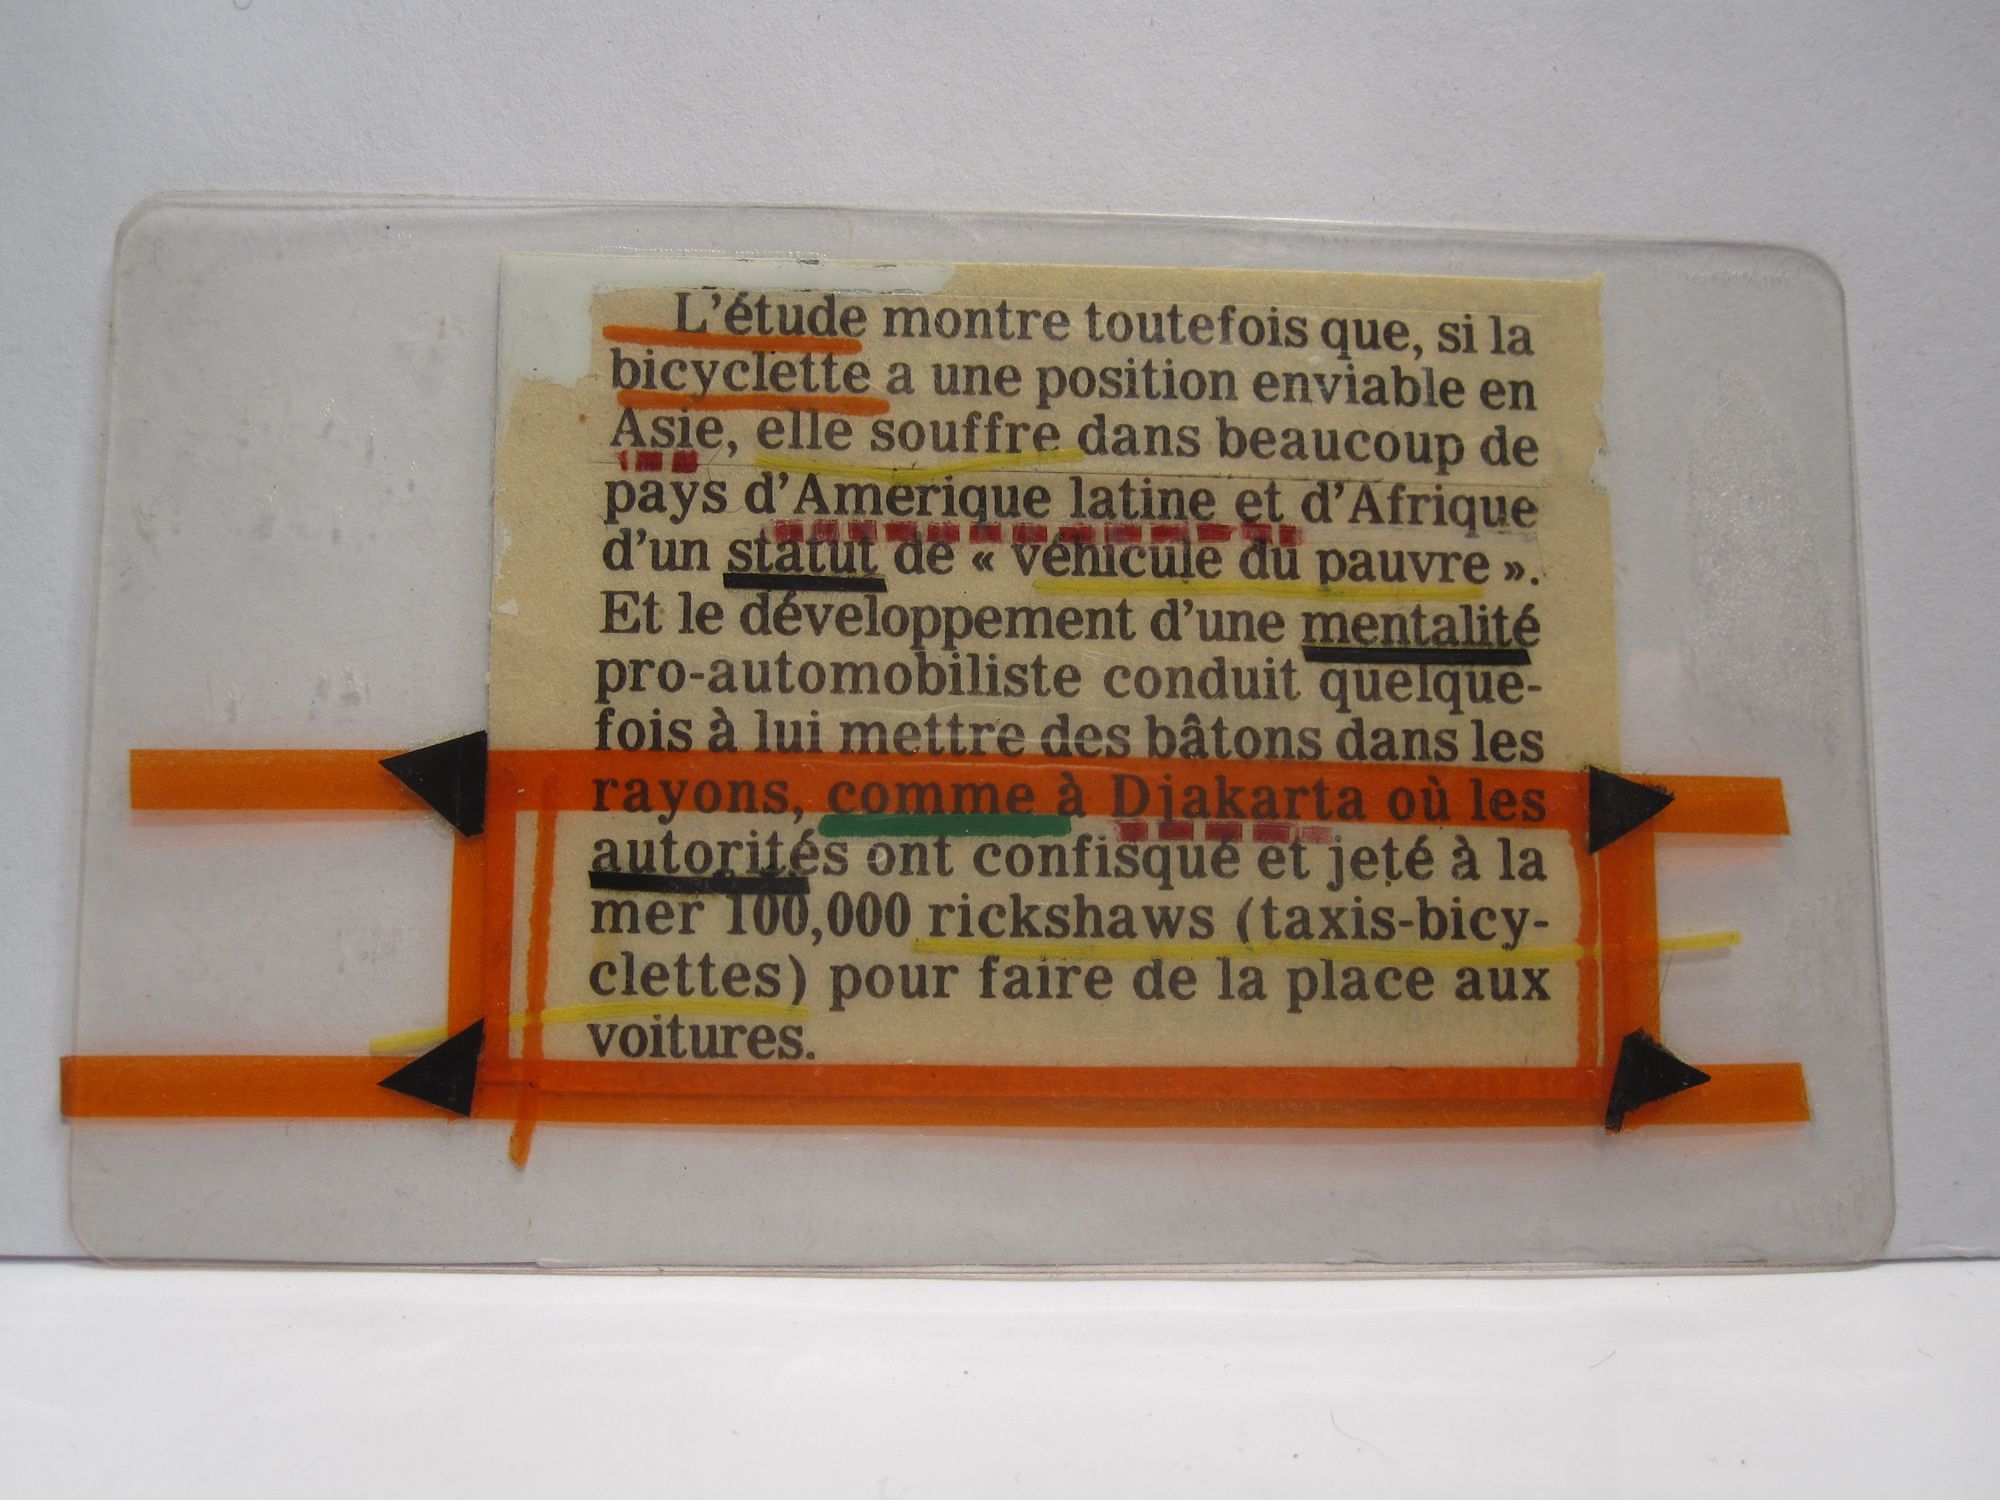 L'étude montre toutefois que, si la
bicyclette a une position enviable en
Asie, elle souffre dans beaucoup de
pays d'Amérique latine et d'Afrique
d'un statut de « véhicule du pauvre ».
Et le développement d'une mentalité
pro-automobiliste conduit quelque-
fois à lui mettre des bâtons dans les
rayons, comme à Djakarta où les
autorités ont confisqué et jeté à la
mer 100,000 rickshaws (taxis-bicy-
clettes) pour faire de la place aux
voitures.